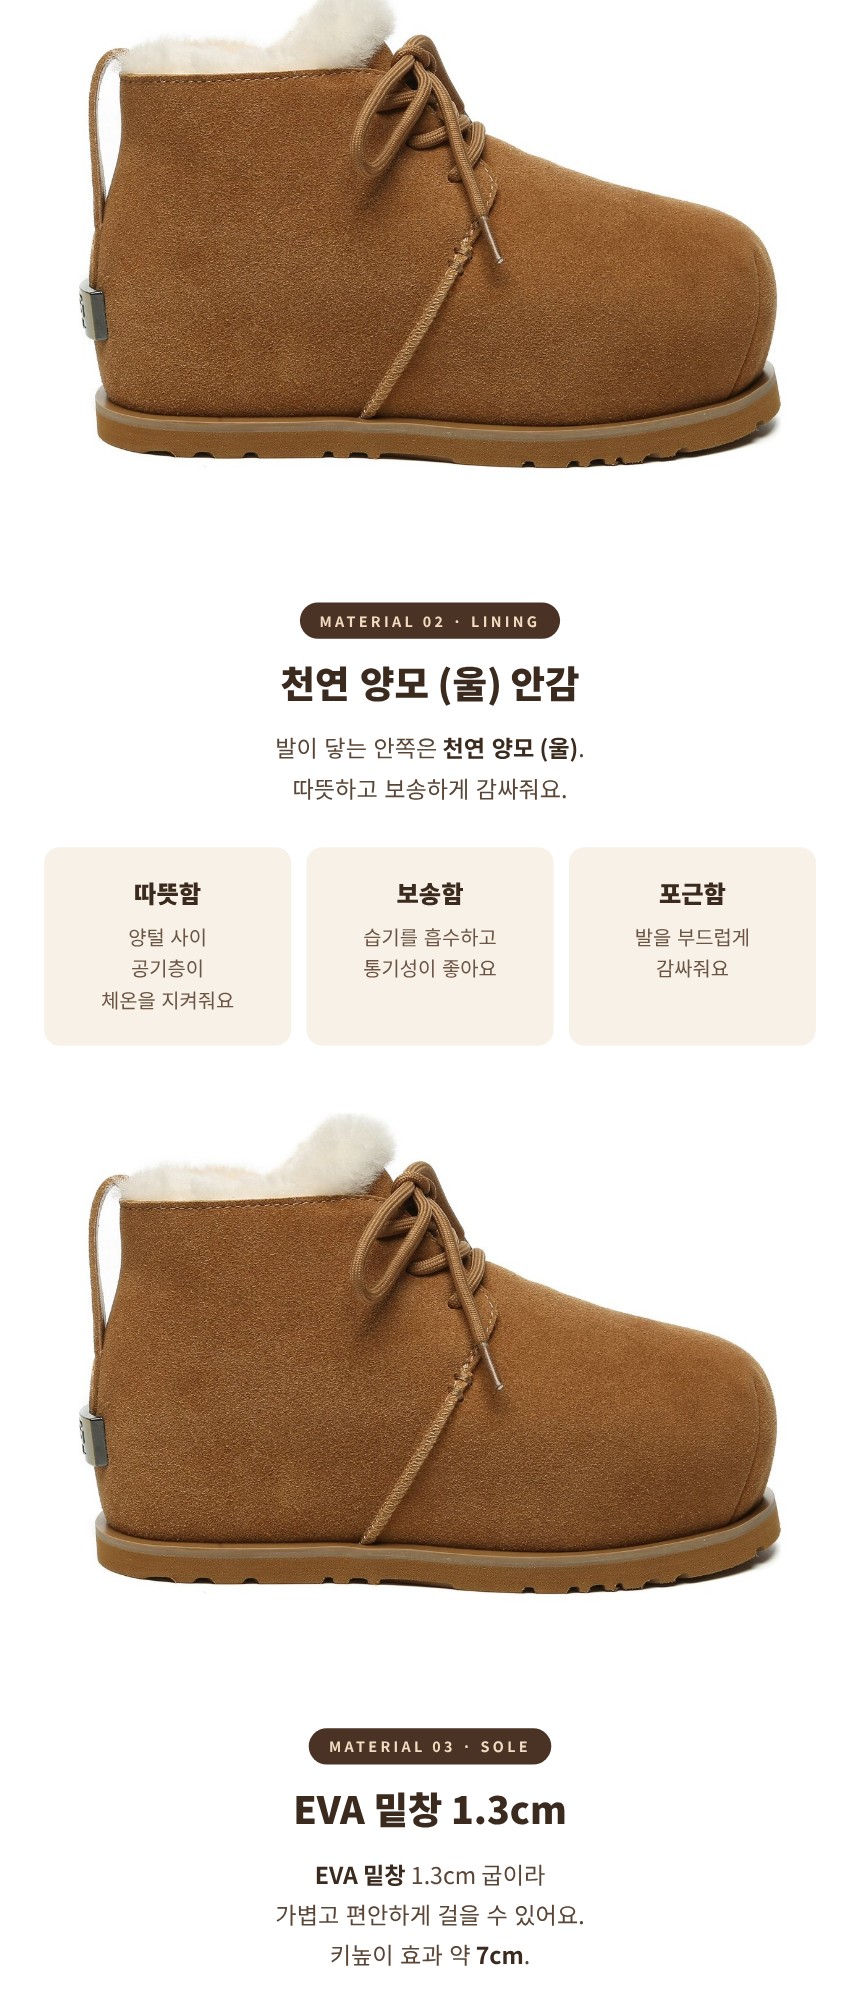 MATERIAL 02 · LINING
천연 양모 (울) 안감
발이 닿는 안쪽은 천연 양모 (울).
따뜻하고 보송하게 감싸줘요.
따뜻함
양털 사이
공기층이
체온을 지켜줘요
보송함
습기를 흡수하고
통기성이 좋아요
포근함
발을 부드럽게
감싸줘요
MATERIAL 03 · SOLE
EVA 밑창 1.3cm
EVA 밑창 1.3cm 굽이라
가볍고 편안하게 걸을 수 있어요.
키높이 효과 약 7cm.